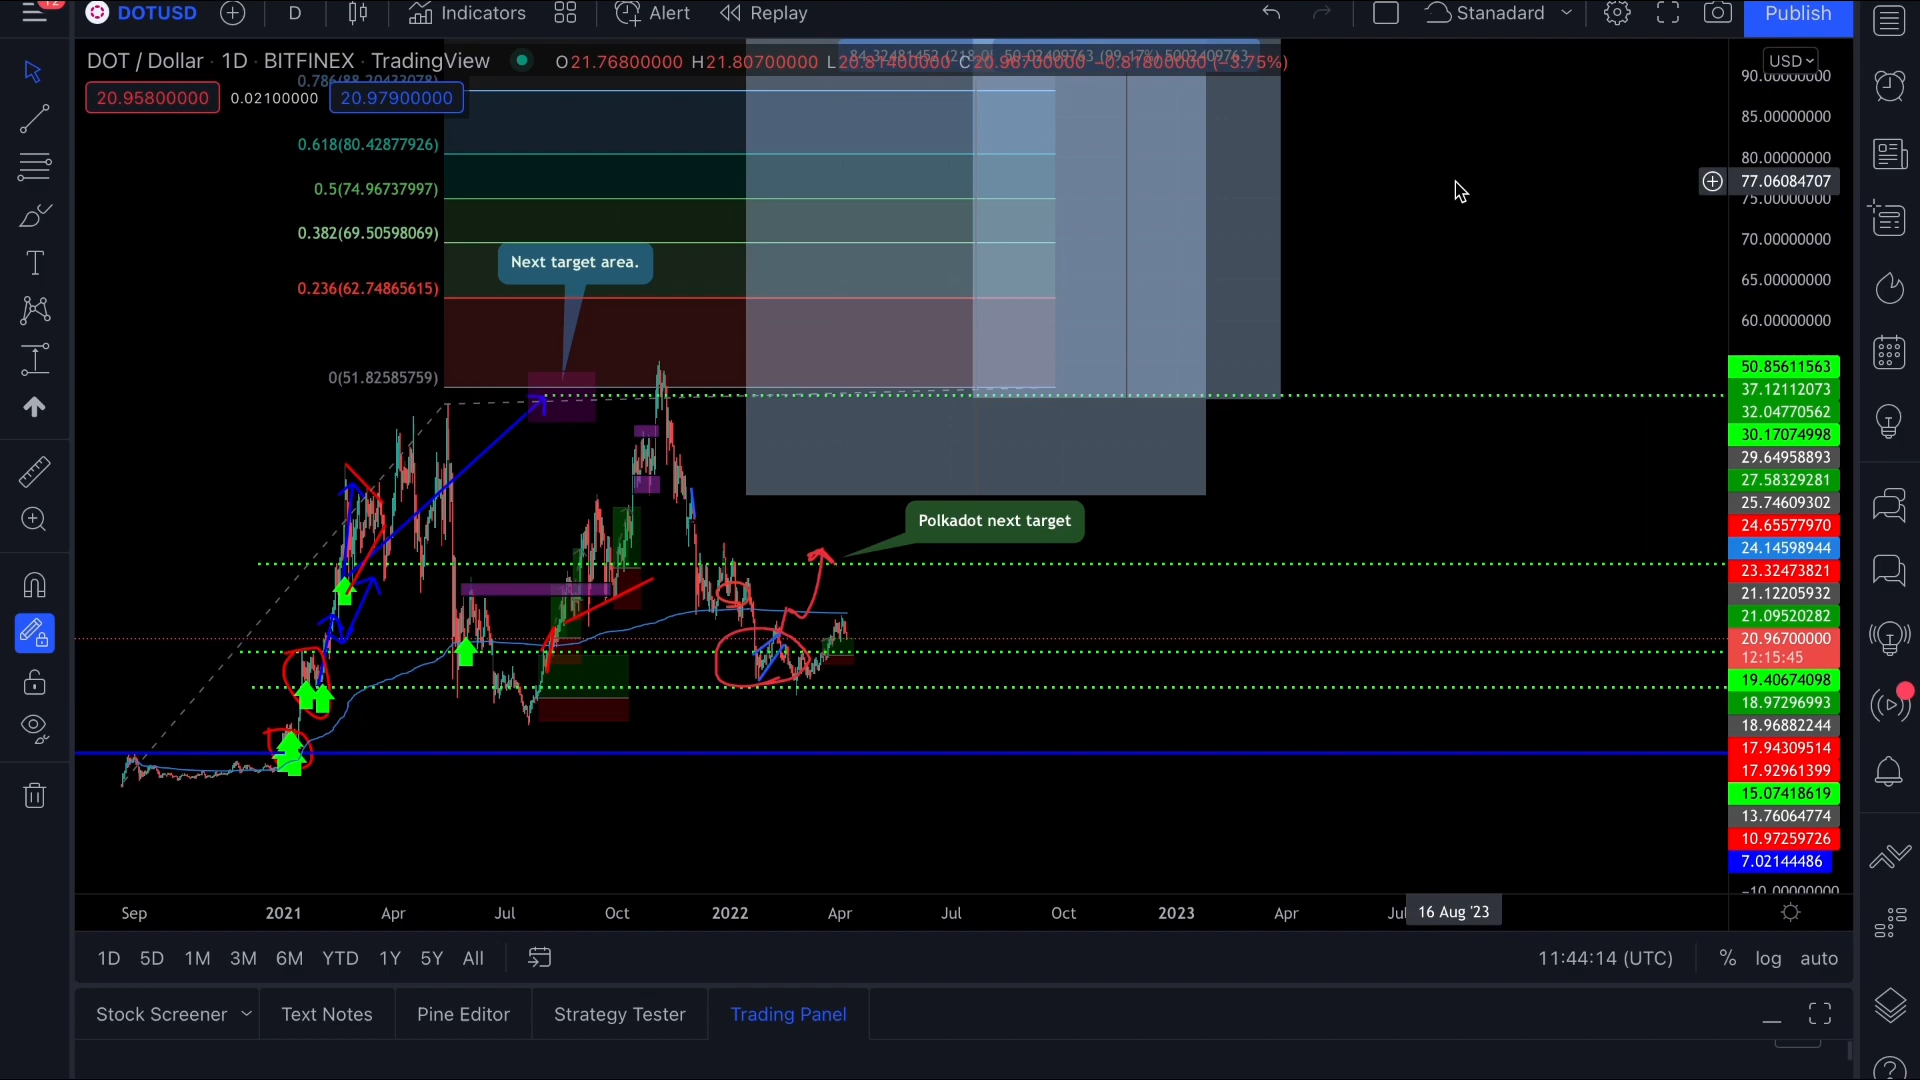 12
DOTUSD
D
Indicators
Alert
Replay
Stanadard
Publish
DOT / Dollar · 1D · BITFINEX · TradingView
O21.76800000 H21.80700000 L20.81400000 C20.96700000 −0.81800000 (−3.75%)
USD
20.95800000
0.02100000
20.97900000
0.786(88.20433078)
0.618(80.42877926)
0.5(74.96737997)
0.382(69.50598069)
0.236(62.74865615)
0(51.82585759)
Next target area.
Polkadot next target
90.00000000
85.00000000
80.00000000
77.06084707
75.00000000
70.00000000
65.00000000
60.00000000
50.85611563
37.12112073
32.04770562
30.17074998
29.64958893
27.58329281
25.74609302
24.65577970
24.14598944
23.32473821
21.12205932
21.09520282
20.96700000
12:15:45
19.40674098
18.97296993
18.96882244
17.94309514
17.92961399
15.07418619
13.76064774
10.97259726
7.02144486
−10.00000000
Sep 2021 Apr Jul Oct 2022 Apr Jul Oct 2023 Apr Jul 16 Aug '23
1D 5D 1M 3M 6M YTD 1Y 5Y All
11:44:14 (UTC)
% log auto
Stock Screener
Text Notes
Pine Editor
Strategy Tester
Trading Panel